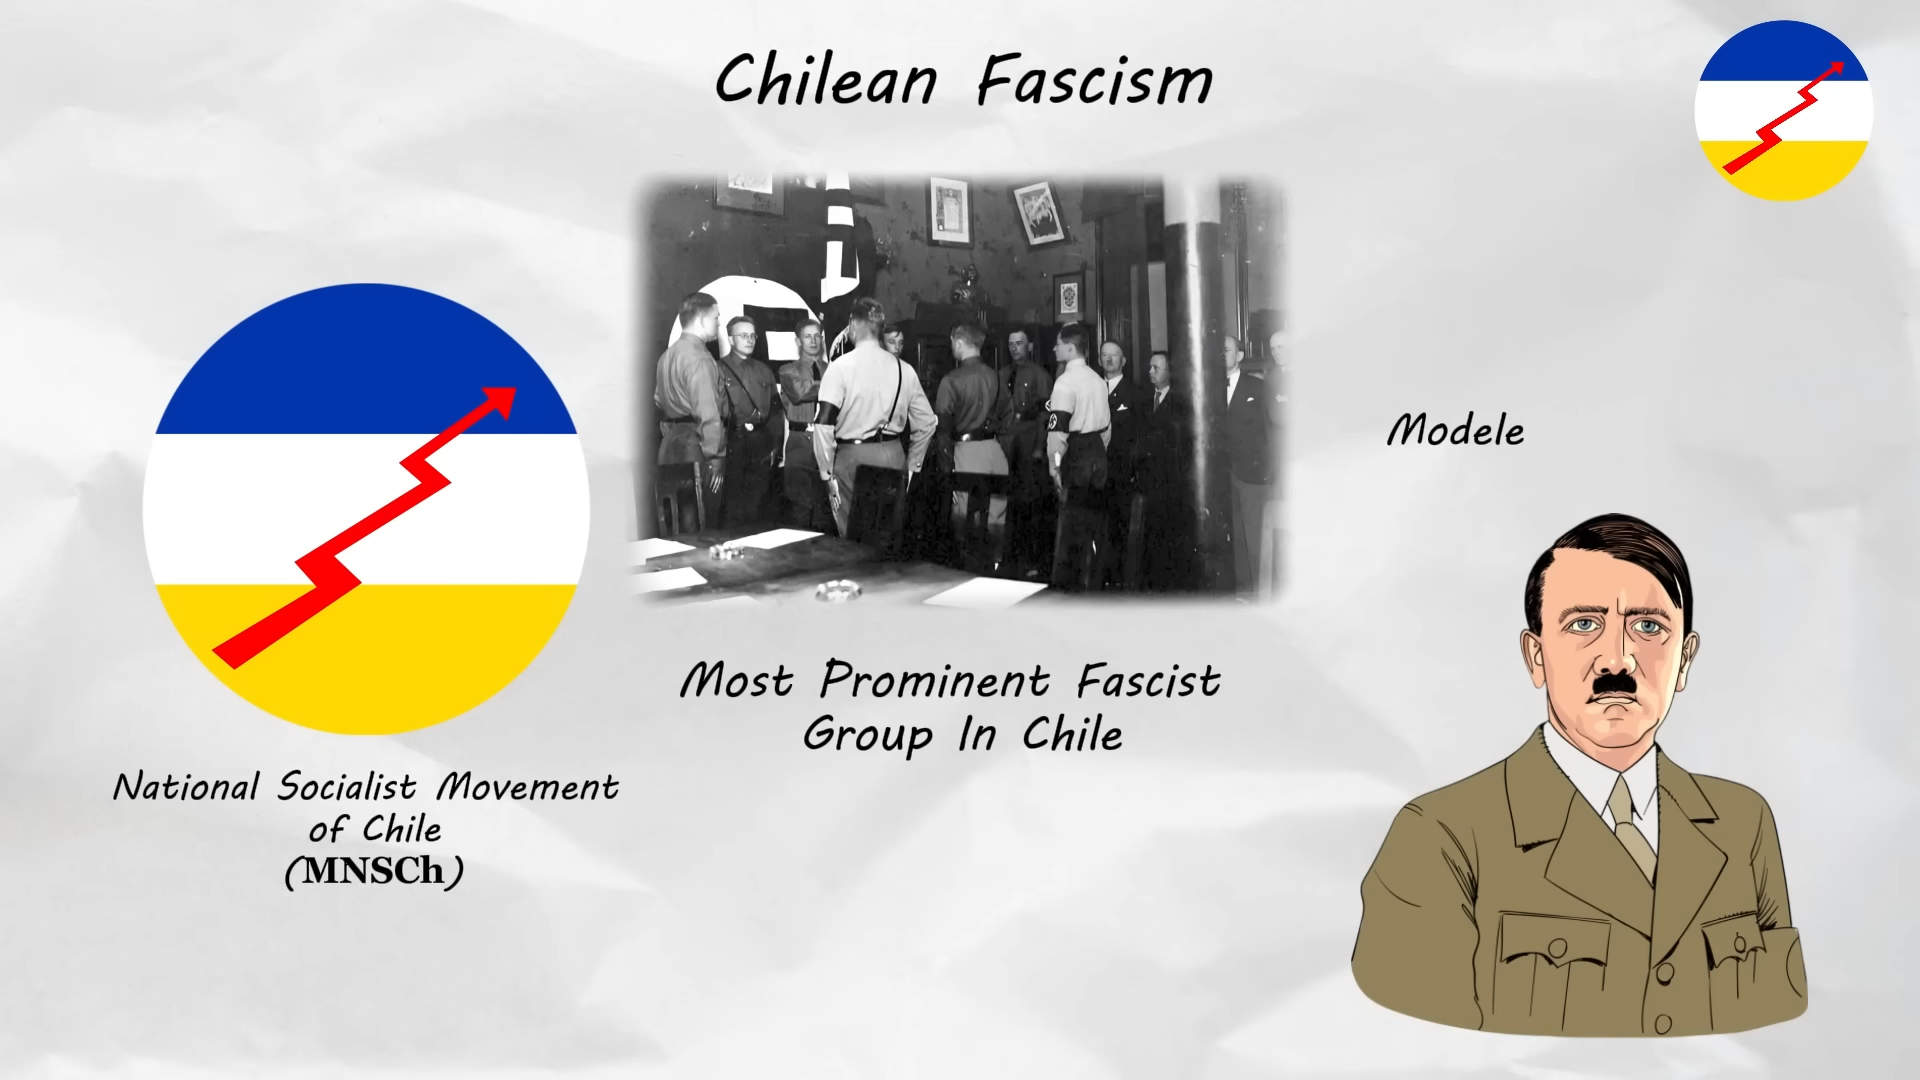 Chilean Fascism
Modele
Most Prominent Fascist
Group In Chile
National Socialist Movement
of Chile
(MNSCh)